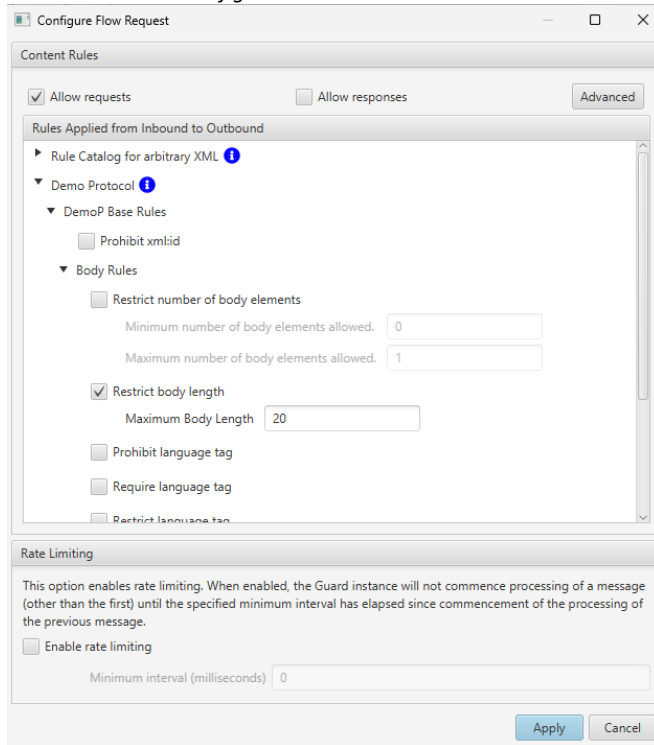 Configure Flow Request
Content Rules
Allow requests
Allow responses
Advanced
Rules Applied from Inbound to Outbound
Rule Catalog for arbitrary XML
Demo Protocol
DemoP Base Rules
Prohibit xml:id
Body Rules
Restrict number of body elements
Minimum number of body elements allowed. 0
Maximum number of body elements allowed. 1
Restrict body length
Maximum Body Length 20
Prohibit language tag
Require language tag
Restrict language tag
Rate Limiting
This option enables rate limiting. When enabled, the Guard instance will not commence processing of a message
(other than the first) until the specified minimum interval has elapsed since commencement of the processing of
the previous message.
Enable rate limiting
Minimum interval (milliseconds) 0
Apply
Cancel